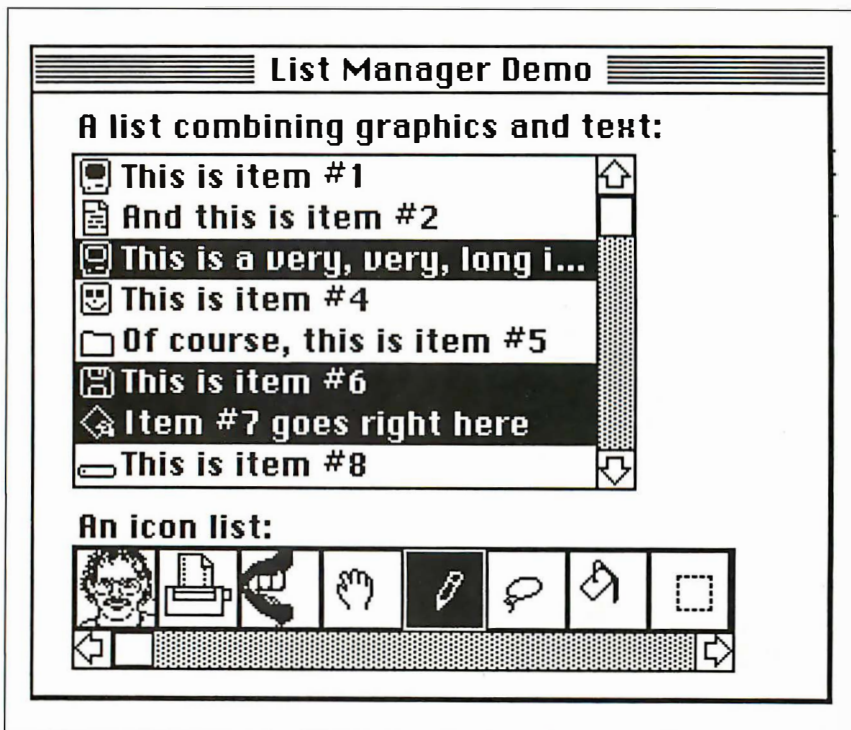 List Manager Demo
A list combining graphics and text:
This is item #1
And this is item #2
This is a very, very, long i...
This is item #4
Of course, this is item #5
This is item #6
Item #7 goes right here
This is item #8
An icon list: